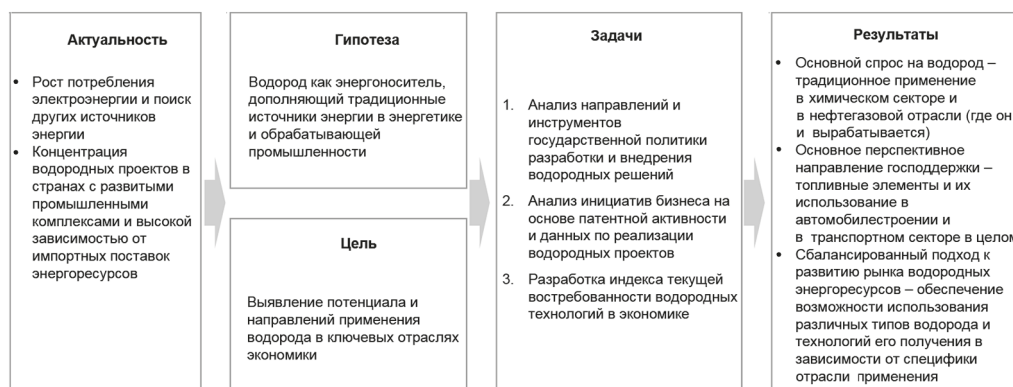 Актуальность
• Рост потребления
электроэнергии и поиск
других источников
энергии
• Концентрация
водородных проектов в
странах с развитыми
промышленными
комплексами и высокой
зависимостью от
импортных поставок
энергоресурсов
Гипотеза
Водород как энергоноситель,
дополняющий традиционные
источники энергии в энергетике
и обрабатывающей
промышленности
Цель
Выявление потенциала и
направлений применения
водорода в ключевых отраслях
экономики
Задачи
1. Анализ направлений и
инструментов
государственной политики
разработки и внедрения
водородных решений
2. Анализ инициатив бизнеса на
основе патентной активности
и данных по реализации
водородных проектов
3. Разработка индекса текущей
востребованности водородных
технологий в экономике
Результаты
• Основной спрос на водород –
традиционное применение
в химическом секторе и
в нефтегазовой отрасли (где он
и вырабатывается)
• Основное перспективное
направление господдержки –
топливные элементы и их
использование в
автомобилестроении и
в транспортном секторе в целом
• Сбалансированный подход к
развитию рынка водородных
энергоресурсов – обеспечение
возможности использования
различных типов водорода и
технологий его получения в
зависимости от специфики
отрасли применения